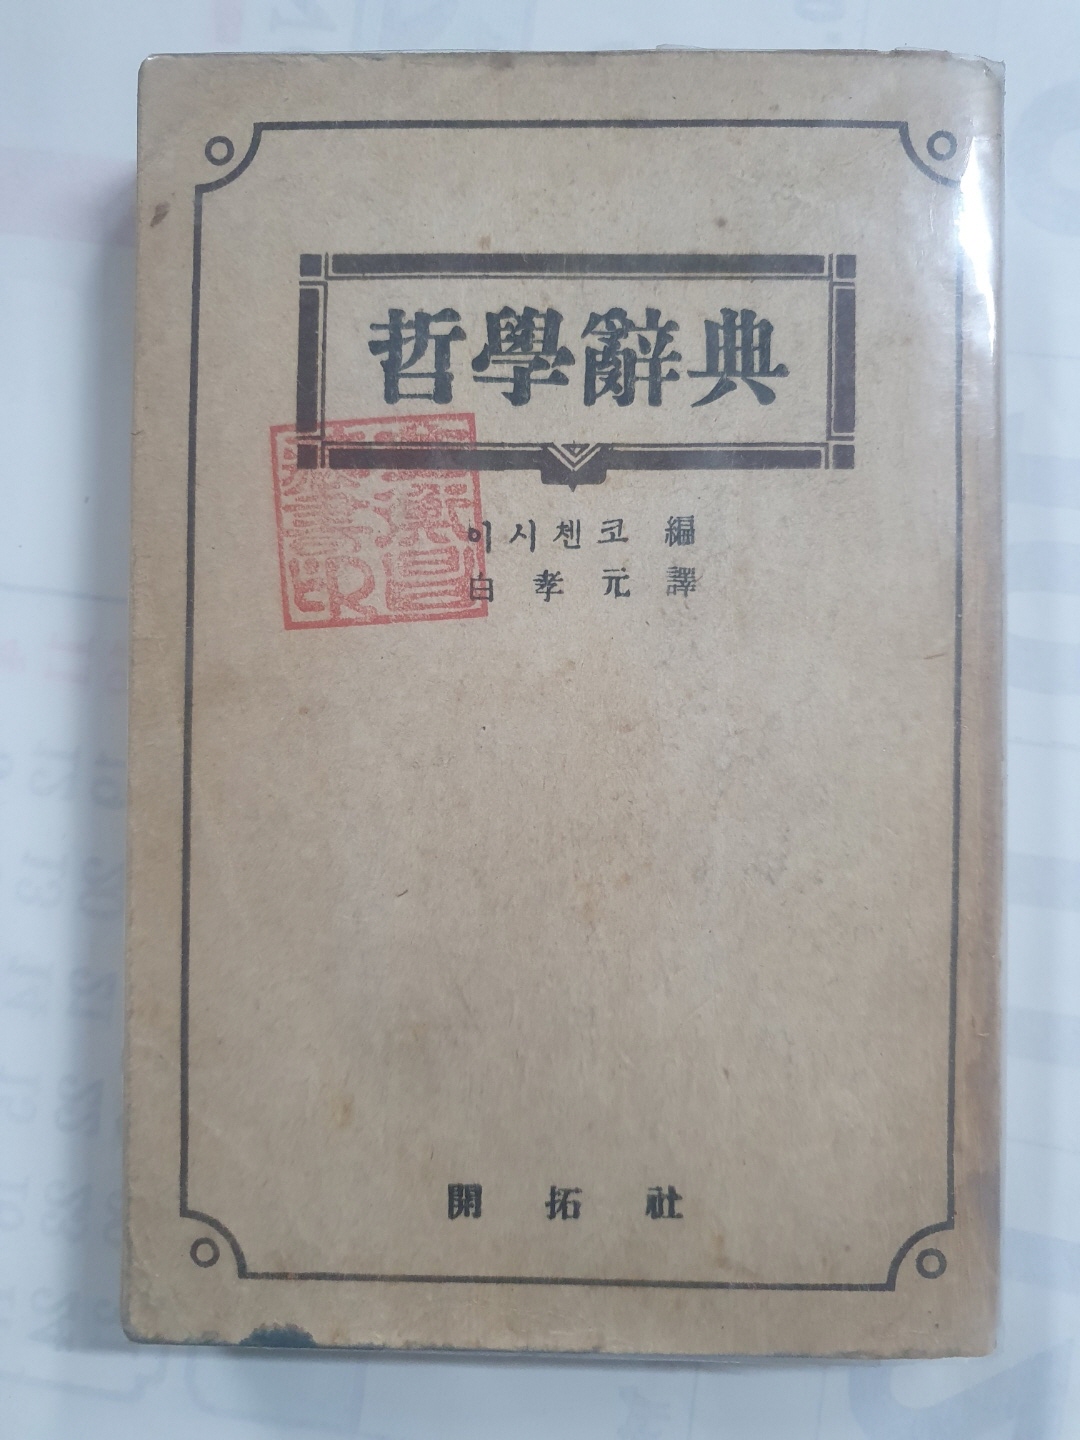 哲學辭典
이시첸코 編
白孝元 譯
開拓社